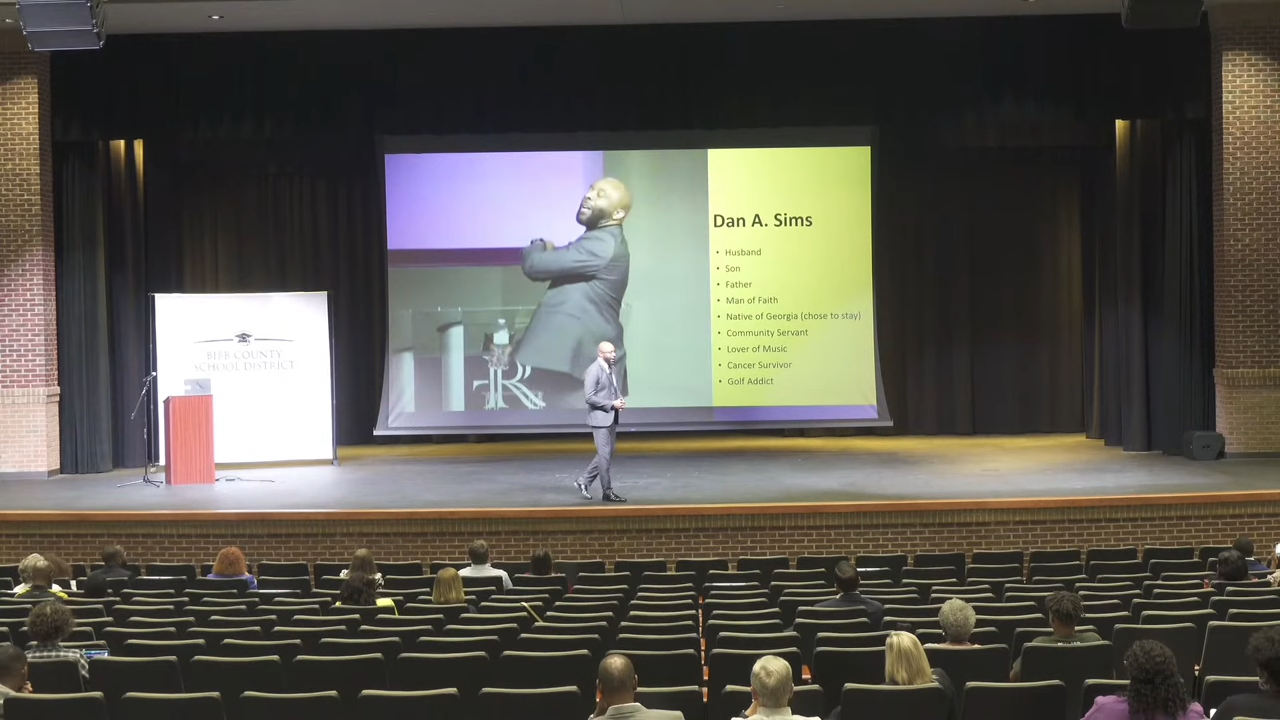 Dan A. Sims
• Husband
• Son
• Father
• Man of Faith
• Native of Georgia (chose to stay)
• Community Servant
• Lover of Music
• Cancer Survivor
• Golf Addict
BIBB COUNTY
SCHOOL DISTRICT
R